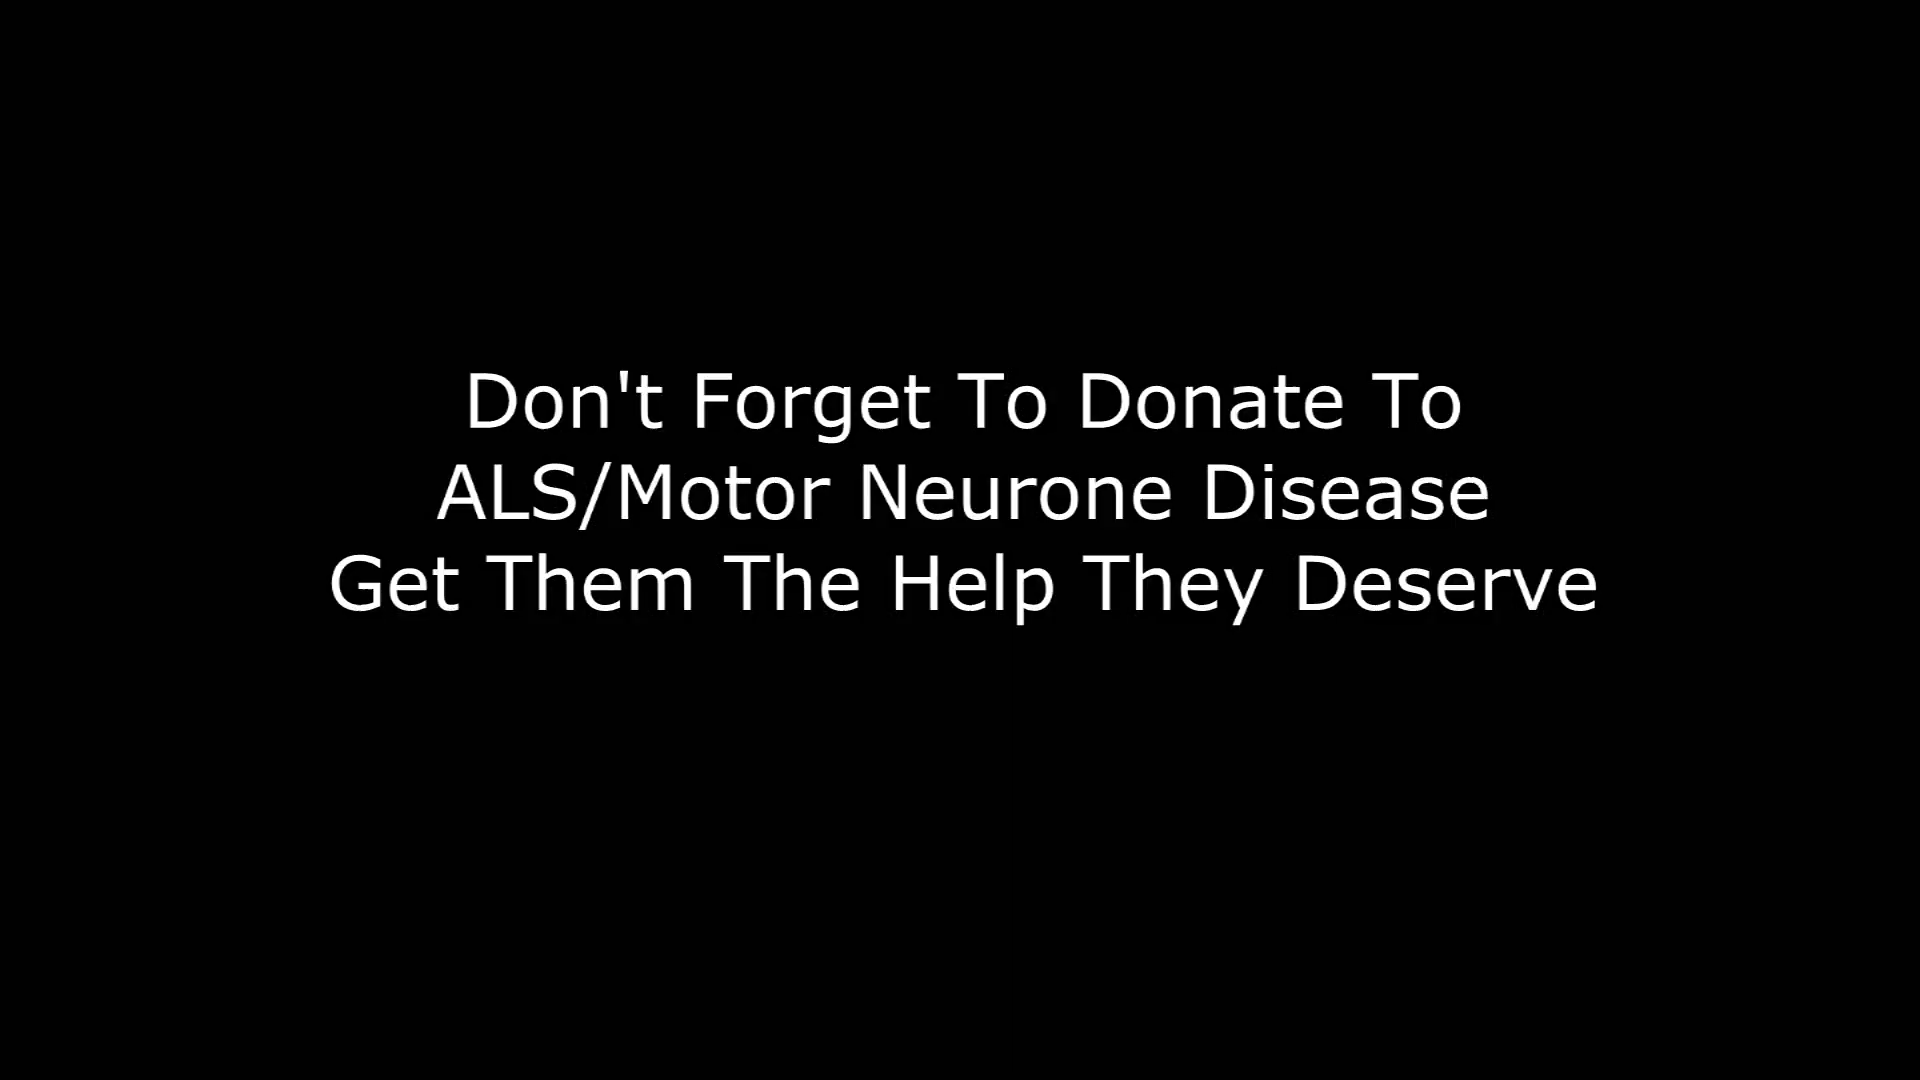 Don't Forget To Donate To
ALS/Motor Neurone Disease
Get Them The Help They Deserve